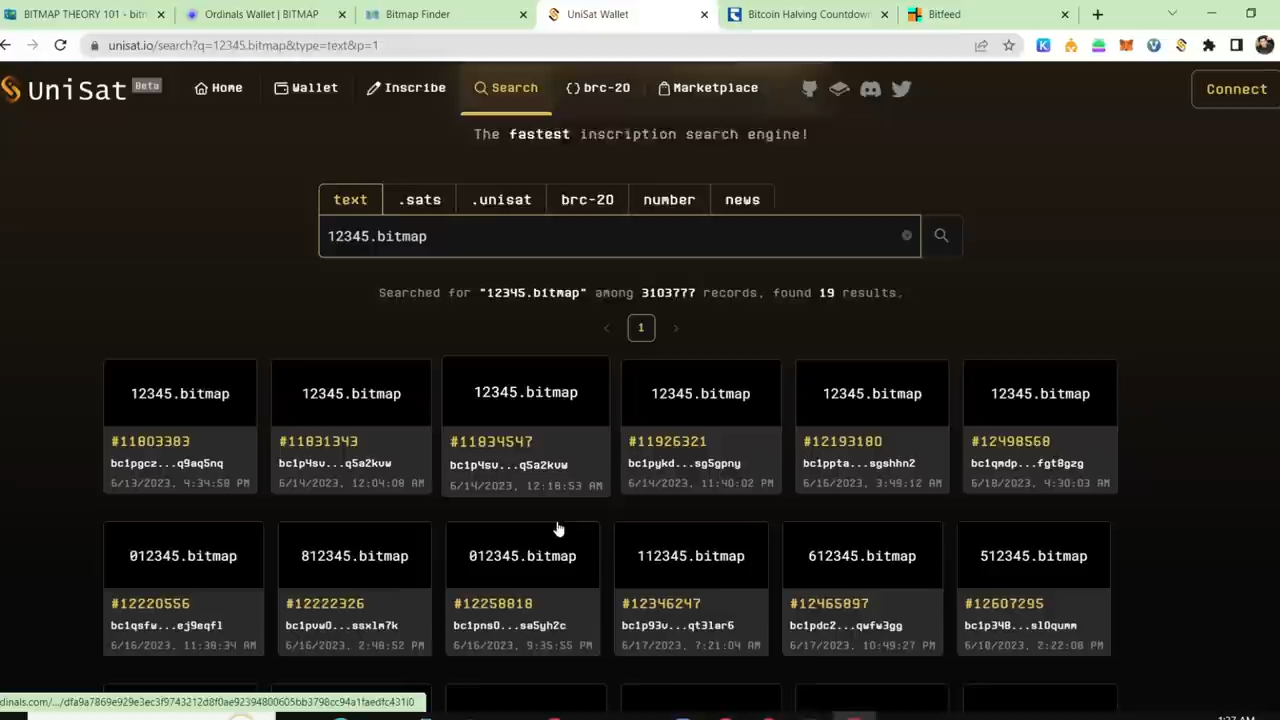 BITMAP THEORY 101 - bitm
Ordinals Wallet | BITMAP
Bitmap Finder
UniSat Wallet
Bitcoin Halving Countdown
Bitfeed
unisat.io/search?q=12345.bitmap&type=text&p=1
UniSat Beta
Home
Wallet
Inscribe
Search
brc-20
Marketplace
Connect
The fastest inscription search engine!
text .sats .unisat brc-20 number news
12345.bitmap
Searched for "12345.bitmap" among 3103777 records, found 19 results.
1
12345.bitmap 12345.bitmap 12345.bitmap 12345.bitmap 12345.bitmap 12345.bitmap
#11803383 #11831343 #11834547 #11926321 #12193180 #12498568
bc1pgcz...q9aq5nq bc1p4sv...q5a2kvw bc1p4sv...q5a2kvw bc1pykd...sg5gpny bc1ppta...sgshhn2 bc1qmdp...fgt8gzg
6/13/2023, 4:34:58 PM 6/14/2023, 12:04:08 AM 6/14/2023, 12:18:53 AM 6/14/2023, 11:40:02 PM 6/16/2023, 3:49:12 AM 6/18/2023, 4:30:03 AM
012345.bitmap 812345.bitmap 012345.bitmap 112345.bitmap 612345.bitmap 512345.bitmap
#12220556 #12222326 #12258818 #12346247 #12465897 #12607295
bc1qsfw...ej9eqfl bc1pvw0...ssxlm7k bc1pns0...sa5yh2c bc1p93v...qt3lar6 bc1pdc2...qwfw3gg bc1p348...sl0qumm
6/16/2023, 11:38:34 AM 6/16/2023, 2:48:52 PM 6/16/2023, 9:35:55 PM 6/17/2023, 7:21:04 AM 6/17/2023, 10:49:27 PM 6/18/2023, 2:22:08 PM